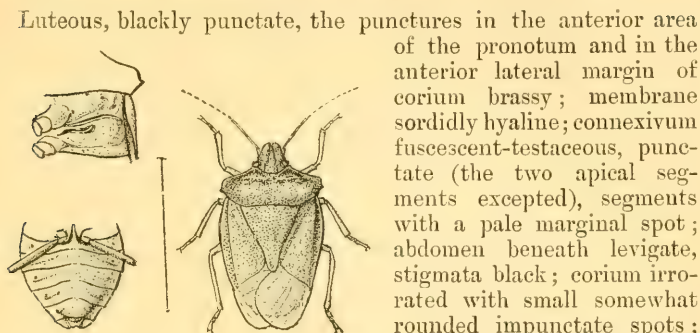 Luteous, blackly punctate, the punctures in the anterior area
of the pronotum and in the
anterior lateral margin of
corium brassy; membrane
sordidly hyaline; connexivum
fuscescent-testaceous, punc-
tate (the two apical seg-
ments excepted), segments
with a pale marginal spot;
abdomen beneath levigate,
stigmata black; corium irro-
rated with small somewhat
rounded impunctate spots;